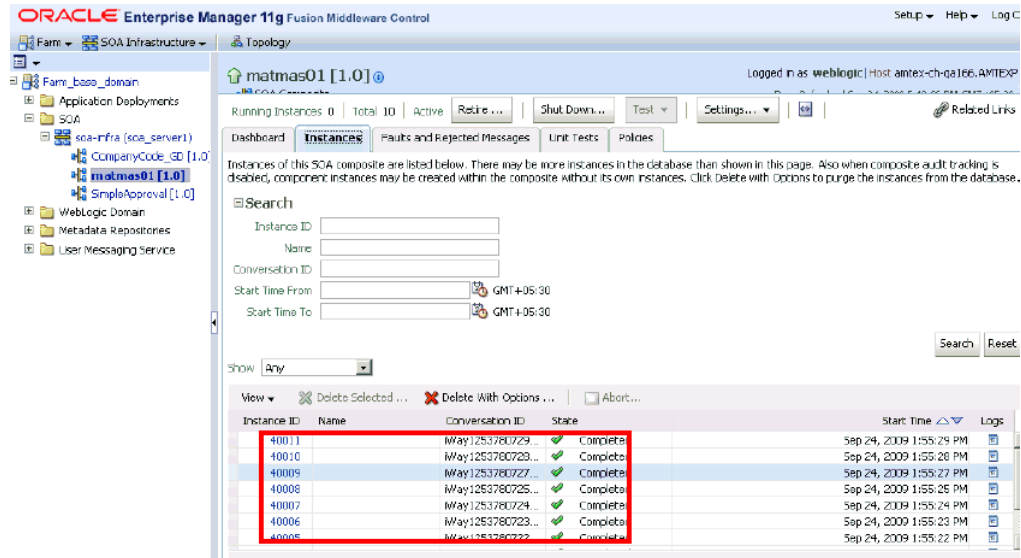 ORACLE Enterprise Manager 11g Fusion Middleware Control
Setup Help Log
Farm SOA Infrastructure Topology
Farm_base_domain
Application Deployments
SOA
soa-infra (soa_server1)
CompanyCode_GD [1.0
matmas01 [1.0]
SimpleApproval [1.0]
WebLogic Domain
Metadata Repositories
User Messaging Service
matmas01 [1.0]
Logged in as weblogic|Host amtex-ch-qa166.AMTEXP
Running Instances 0 | Total 10 | Active Retire ... Shut Down... Test Settings... Related Links
Dashboard Instances Faults and Rejected Messages Unit Tests Policies
Instances of this SOA composite are listed below. There may be more instances in the database than shown in this page. Also when composite audit tracking is
disabled, component instances may be created within the composite without its own instances. Click Delete with Options to purge the instances from the database.
Search
Instance ID
Name
Conversation ID
Start Time From GMT+05:30
Start Time To GMT+05:30
Search Reset
Show Any
View Delete Selected ... Delete With Options ... Abort...
Instance ID Name Conversation ID State Start Time Logs
40011 iWay1253780729... Completed Sep 24, 2009 1:55:29 PM
40010 iWay1253780728... Completed Sep 24, 2009 1:55:28 PM
40009 iWay1253780727... Completed Sep 24, 2009 1:55:27 PM
40008 iWay1253780725... Completed Sep 24, 2009 1:55:25 PM
40007 iWay1253780724... Completed Sep 24, 2009 1:55:24 PM
40006 iWay1253780723... Completed Sep 24, 2009 1:55:23 PM
40005 iWay1253780722... Completed Sep 24, 2009 1:55:22 PM